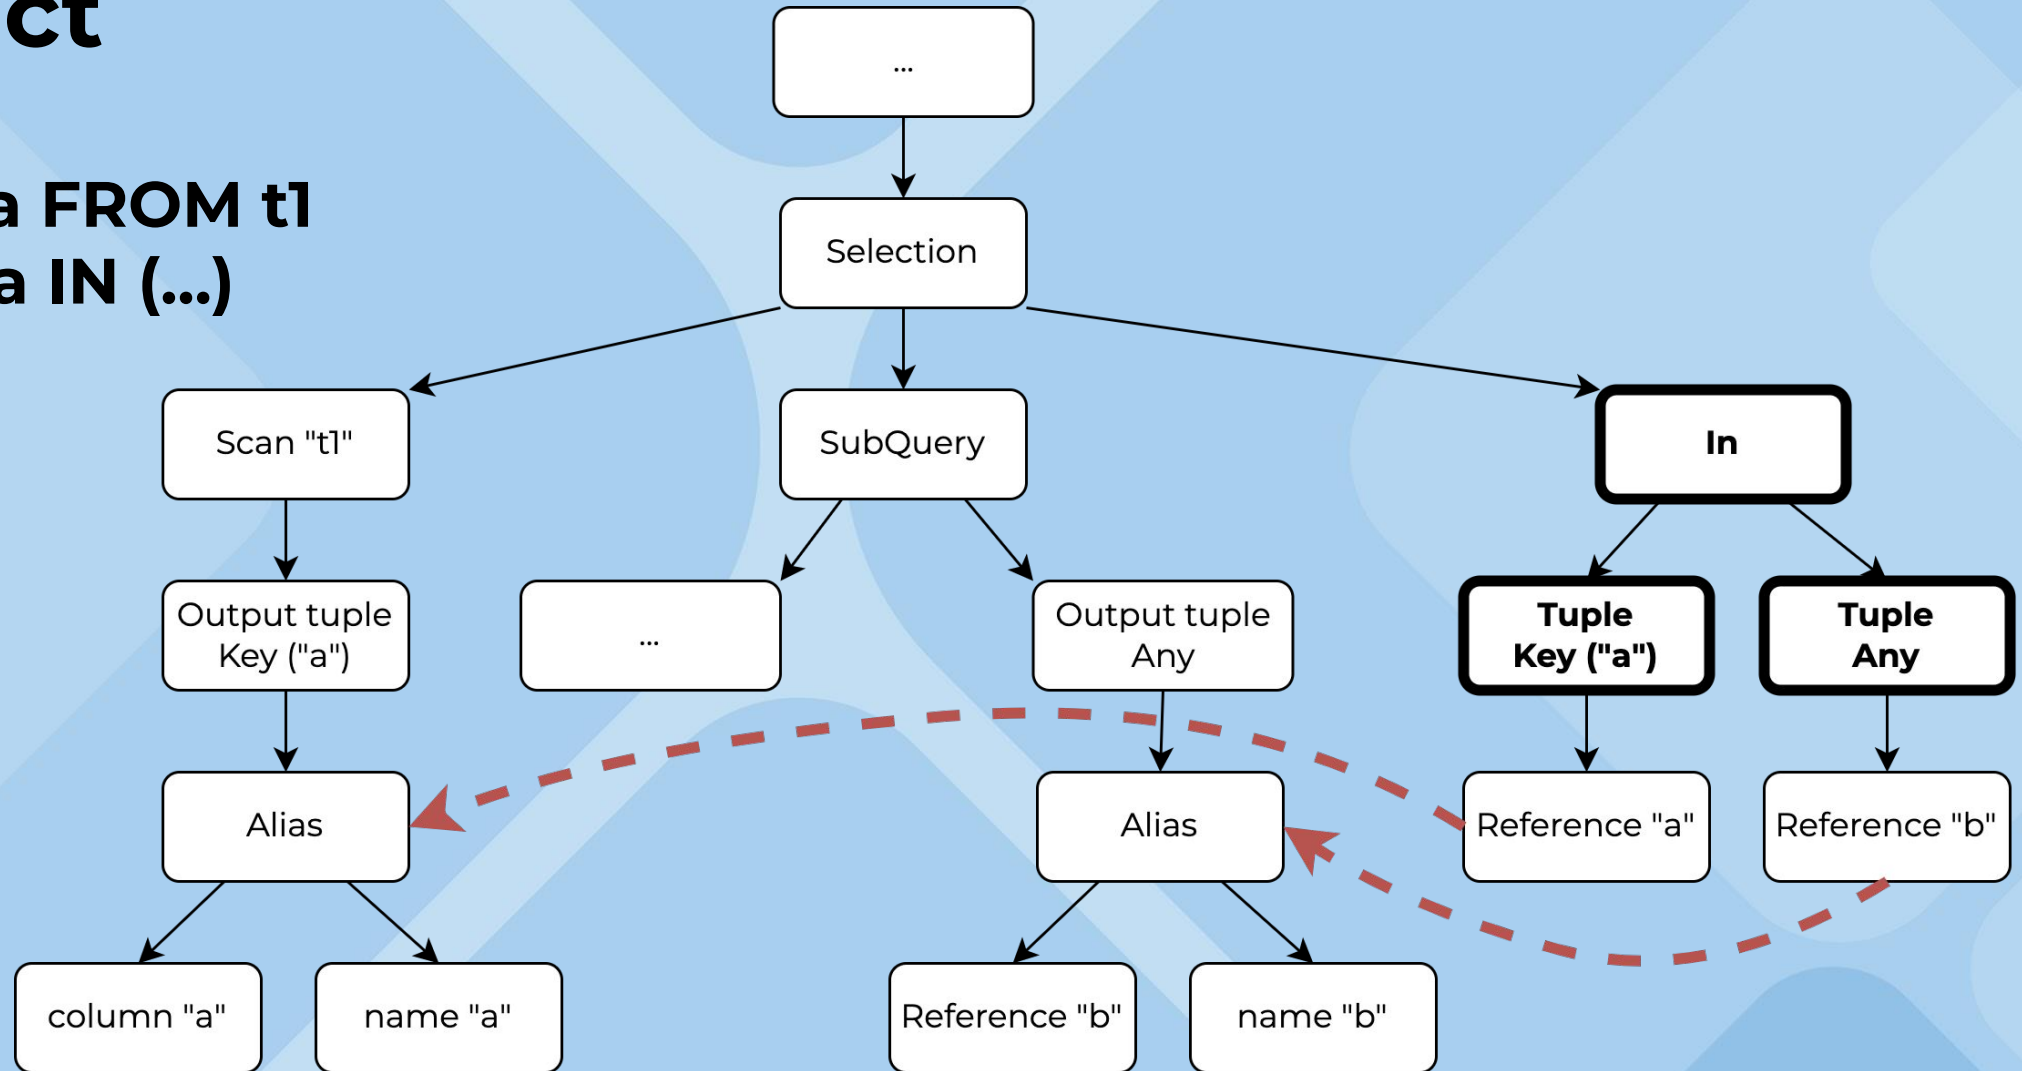 ct
a FROM t1
a IN (...)
...
Selection
Scan "t1"
SubQuery
In
Output tuple
Key ("a")
...
Output tuple
Any
Tuple
Key ("a")
Tuple
Any
Alias
Alias
Reference "a"
Reference "b"
column "a"
name "a"
Reference "b"
name "b"